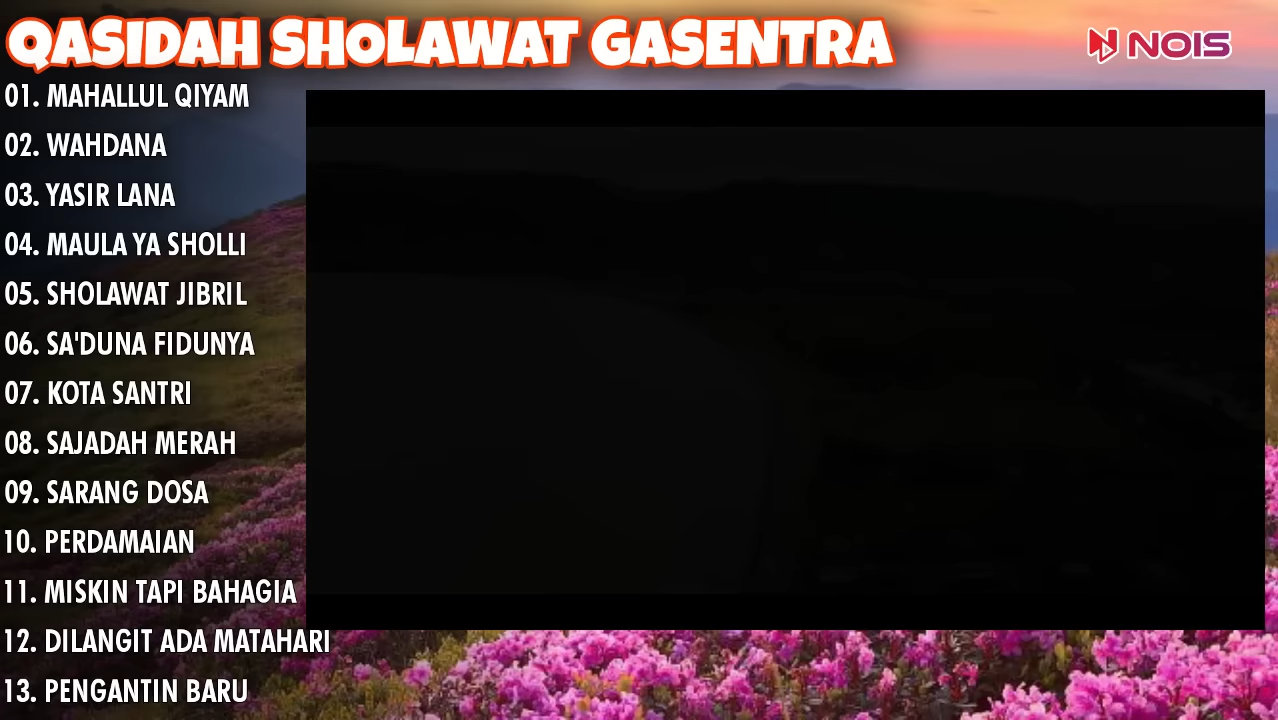 QASIDAH SHOLAWAT GASENTRA
NOIS
01. MAHALLUL QIYAM
02. WAHDANA
03. YASIR LANA
04. MAULA YA SHOLLI
05. SHOLAWAT JIBRIL
06. SA'DUNA FIDUNYA
07. KOTA SANTRI
08. SAJADAH MERAH
09. SARANG DOSA
10. PERDAMAIAN
11. MISKIN TAPI BAHAGIA
12. DILANGIT ADA MATAHARI
13. PENGANTIN BARU